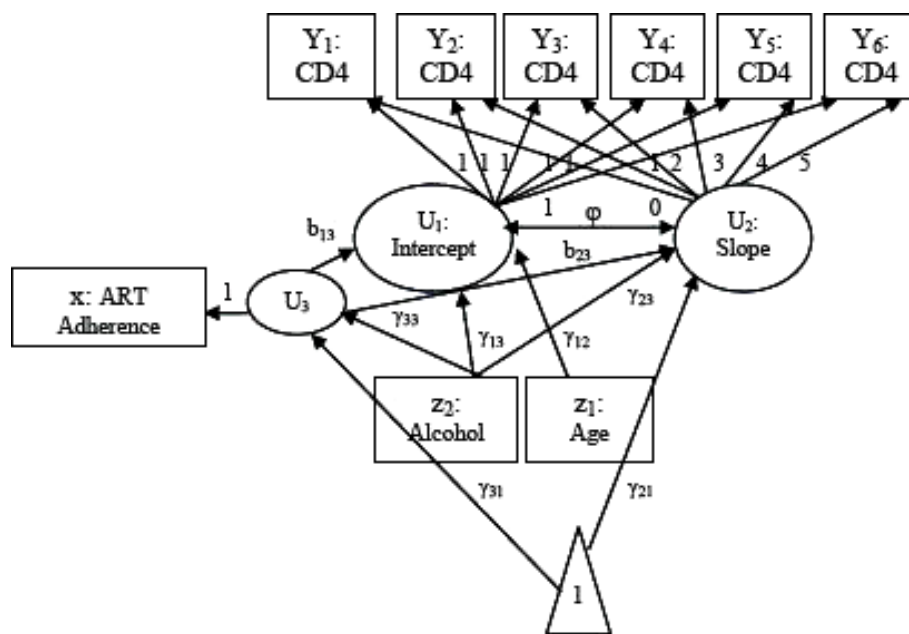 Y₁: Y₂: Y₃: Y₄: Y₅: Y₆:
CD4 CD4 CD4 CD4 CD4 CD4
1 1 1 1 1 1 2 3 4 5
U₁: 1 φ 0 U₂:
b₁₃ Intercept Slope
b₂₃
x: ART 1 U₃ γ₂₃
Adherence γ₃₃ γ₁₃ γ₁₂
z₂: z₁:
Alcohol Age
γ₃₁ γ₂₁
1